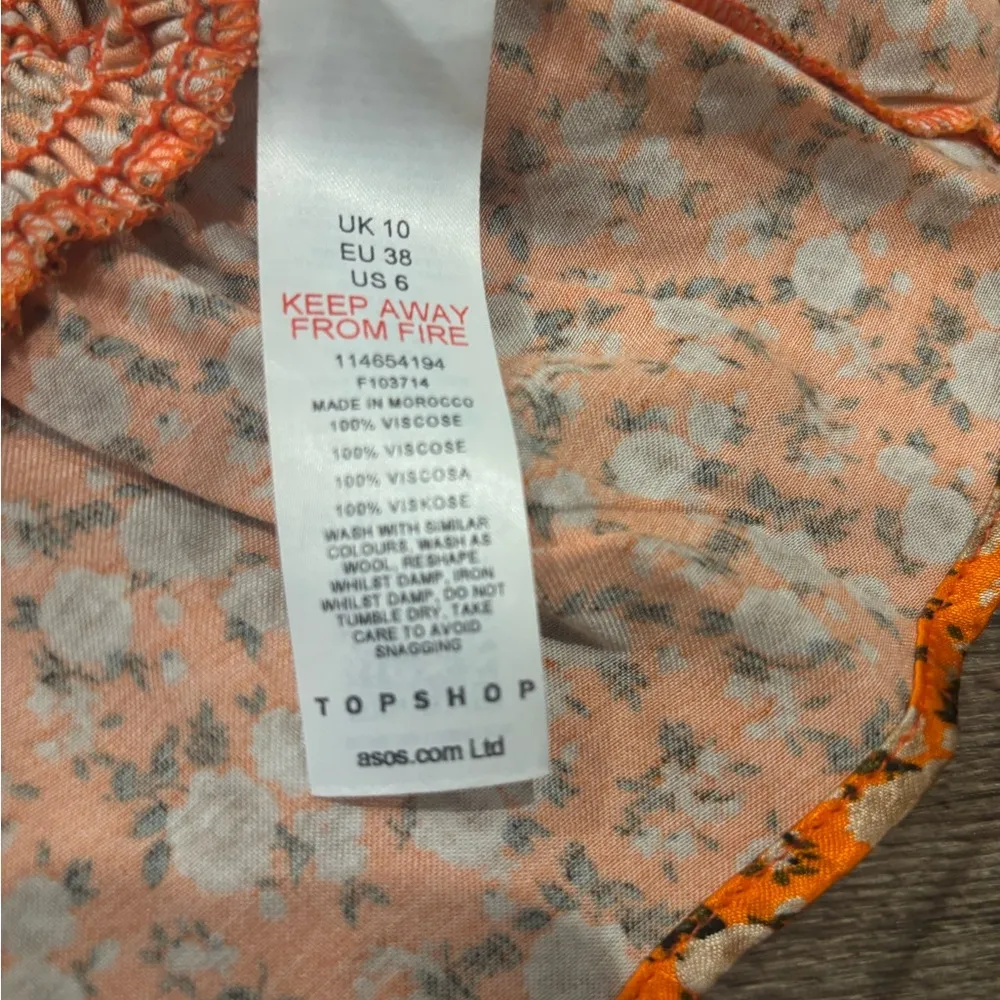 UK 10
EU 38
US 6
KEEP AWAY
FROM FIRE
114654194
F103714
MADE IN MOROCCO
100% VISCOSE
100% VISCOSE
100% VISCOSA
100% VISKOSE
WASH WITH SIMILAR
COLOURS, WASH AS
WOOL, RESHAPE
WHILST DAMP, IRON
WHILST DAMP, DO NOT
TUMBLE DRY, TAKE
CARE TO AVOID
SNAGGING
TOPSHOP
asos.com Ltd